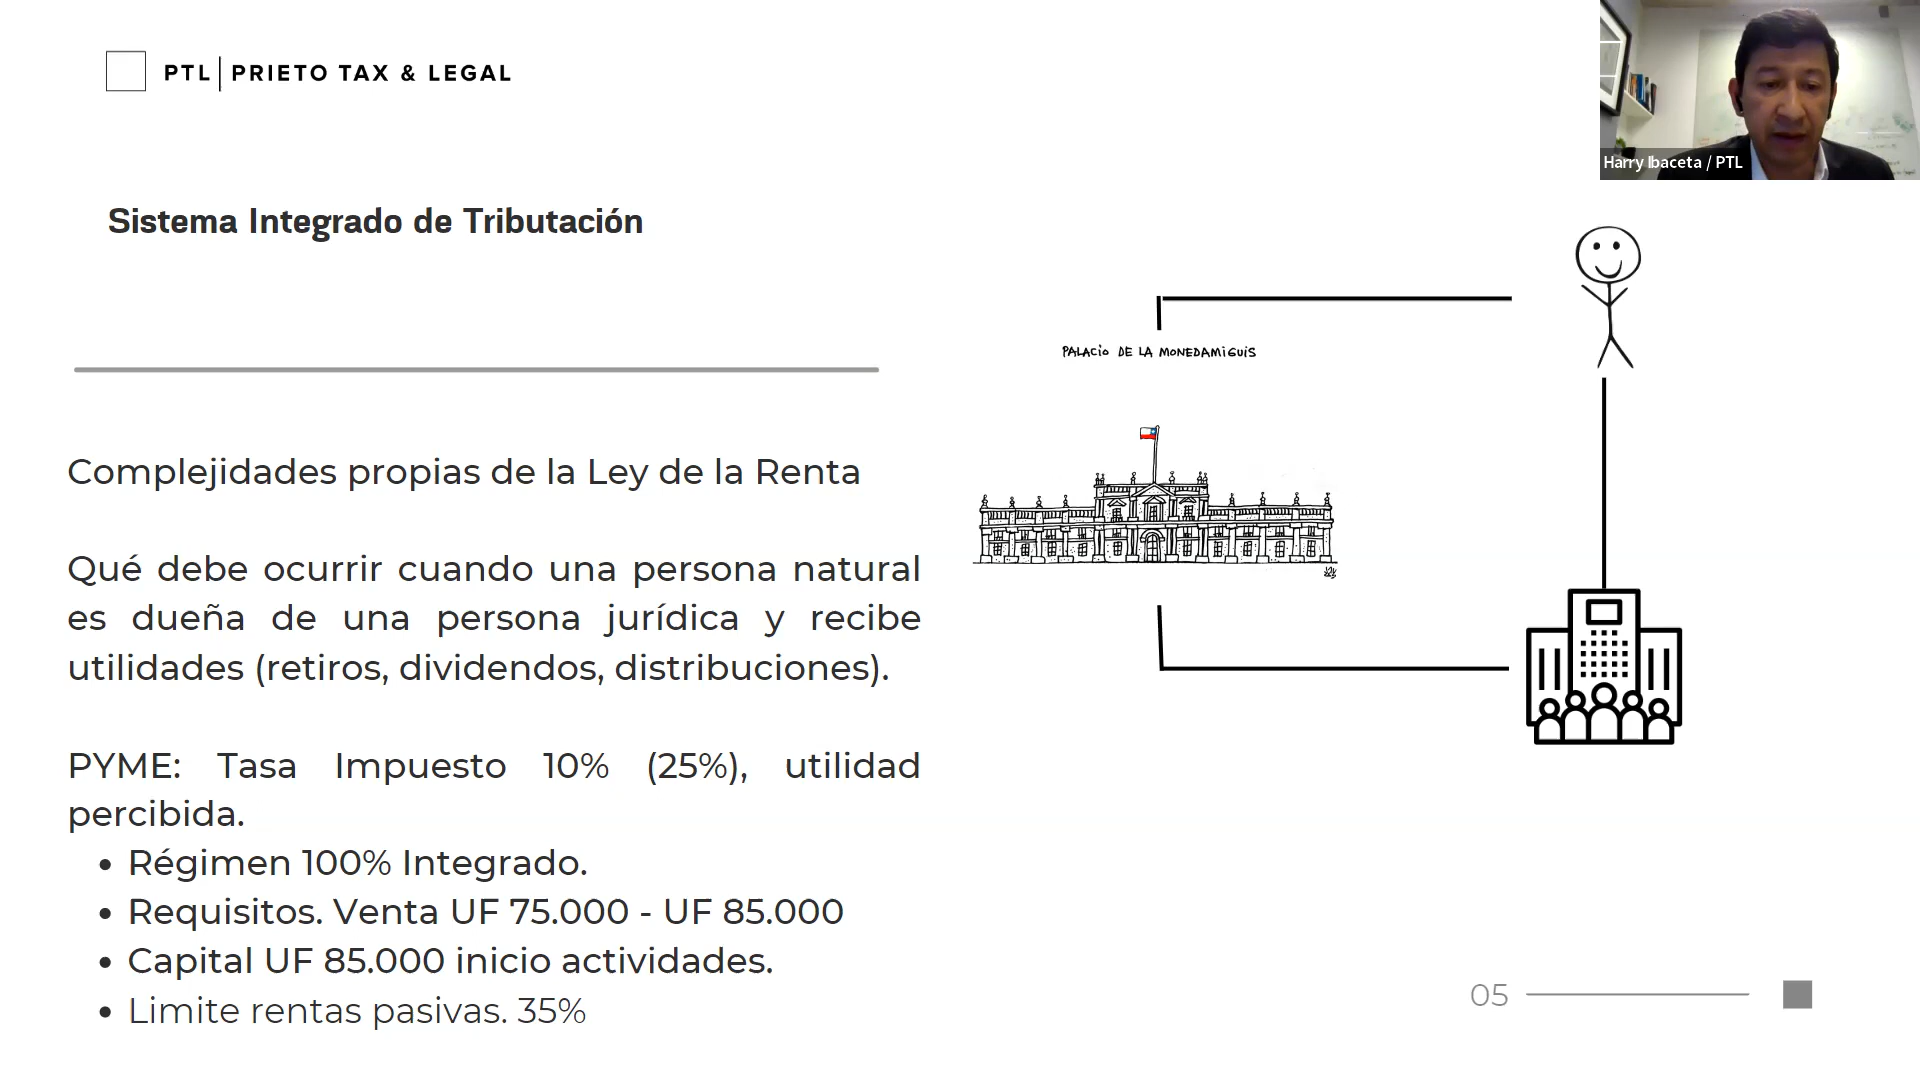 PTL | PRIETO TAX & LEGAL
Harry Ibaceta / PTL
Sistema Integrado de Tributación
PALACIO DE LA MONEDAMIGUIS
Complejidades propias de la Ley de la Renta
Qué debe ocurrir cuando una persona natural
es dueña de una persona jurídica y recibe
utilidades (retiros, dividendos, distribuciones).
PYME: Tasa Impuesto 10% (25%), utilidad
percibida.
• Régimen 100% Integrado.
• Requisitos. Venta UF 75.000 - UF 85.000
• Capital UF 85.000 inicio actividades.
• Limite rentas pasivas. 35%
05